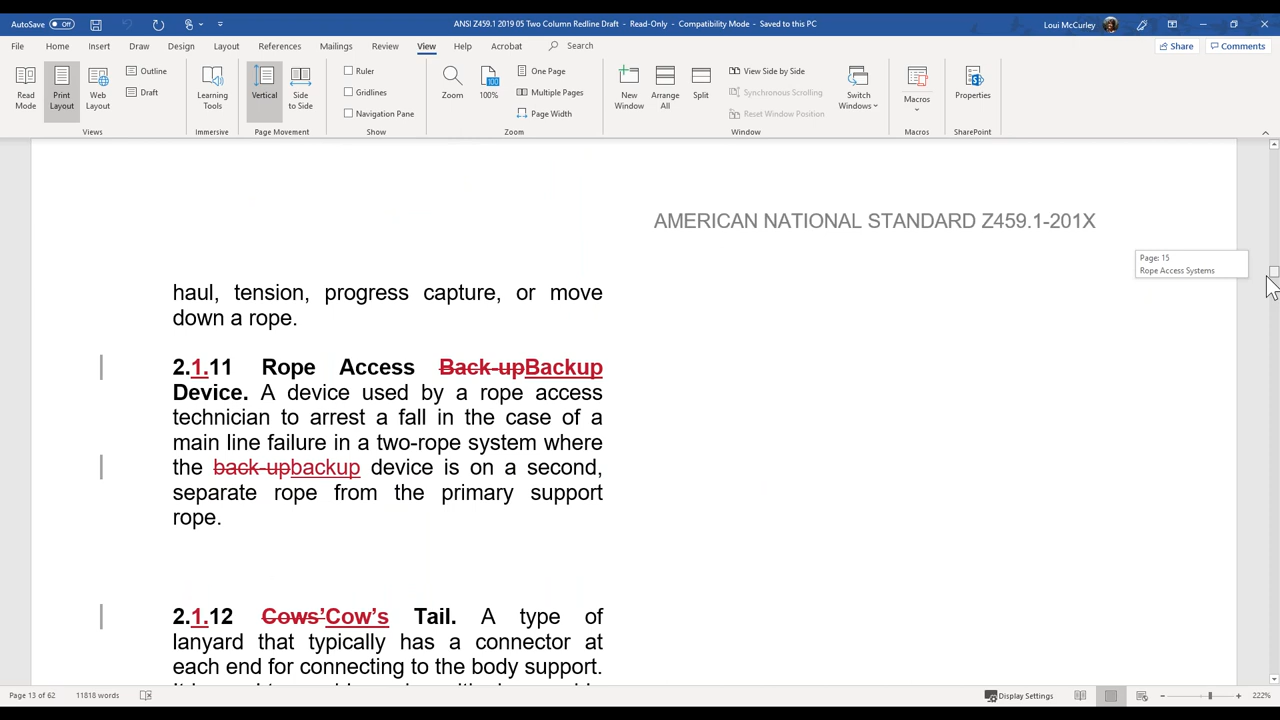 AutoSave Off
ANSI Z459.1 2019 05 Two Column Redline Draft - Read-Only - Compatibility Mode - Saved to this PC
Loui McCurley
File Home Insert Draw Design Layout References Mailings Review View Help Acrobat Search
Share Comments
Read Mode
Print Layout
Web Layout
Outline
Draft
Views
Learning Tools
Immersive
Vertical
Side to Side
Page Movement
Ruler
Gridlines
Navigation Pane
Show
Zoom
100%
One Page
Multiple Pages
Page Width
Zoom
New Window
Arrange All
Split
View Side by Side
Synchronous Scrolling
Reset Window Position
Switch Windows
Window
Macros
Macros
Properties
SharePoint
AMERICAN NATIONAL STANDARD Z459.1-201X
Page: 15
Rope Access Systems
haul, tension, progress capture, or move
down a rope.
2.1.11 Rope Access Back-upBackup
Device. A device used by a rope access
technician to arrest a fall in the case of a
main line failure in a two-rope system where
the back-upbackup device is on a second,
separate rope from the primary support
rope.
2.1.12 Cows'Cow's Tail. A type of
lanyard that typically has a connector at
each end for connecting to the body support.
Page 13 of 62 11818 words
Display Settings
222%